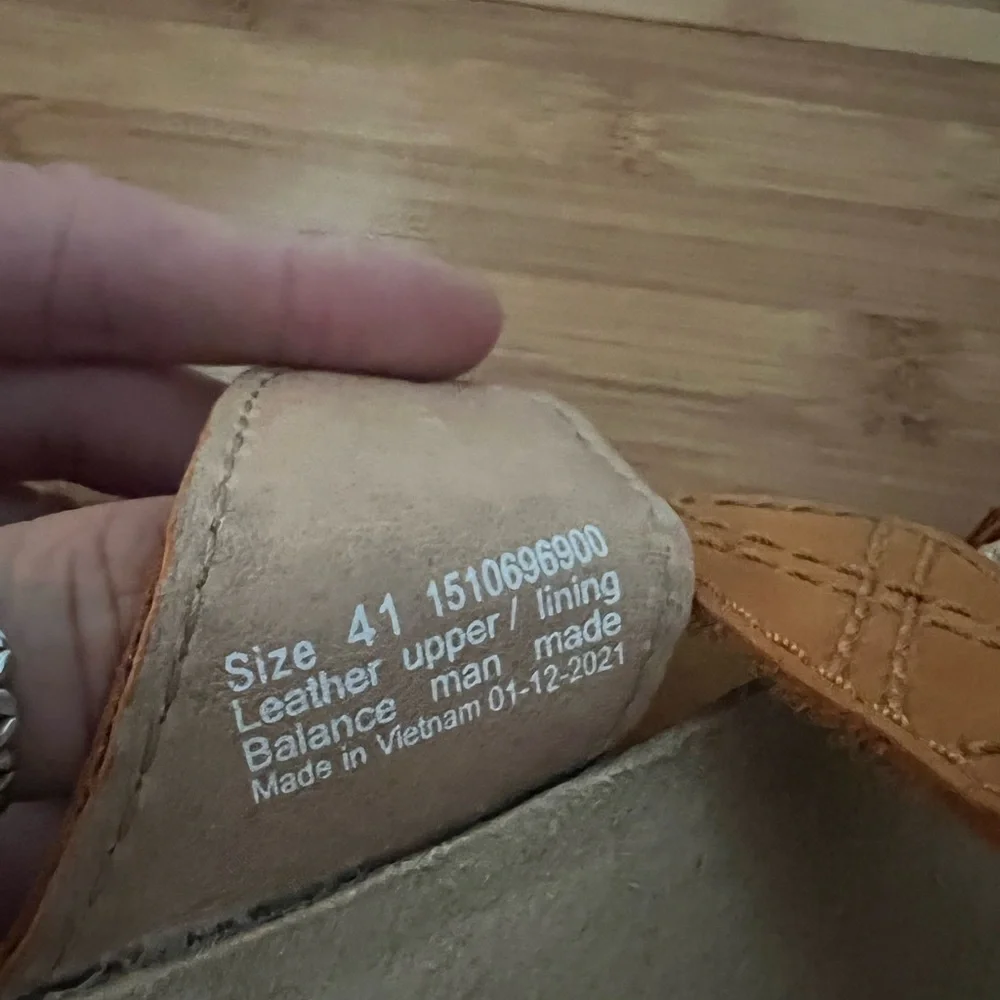 Size 41 1510696900
Leather upper/ lining
Balance man made
Made in Vietnam 01-12-2021